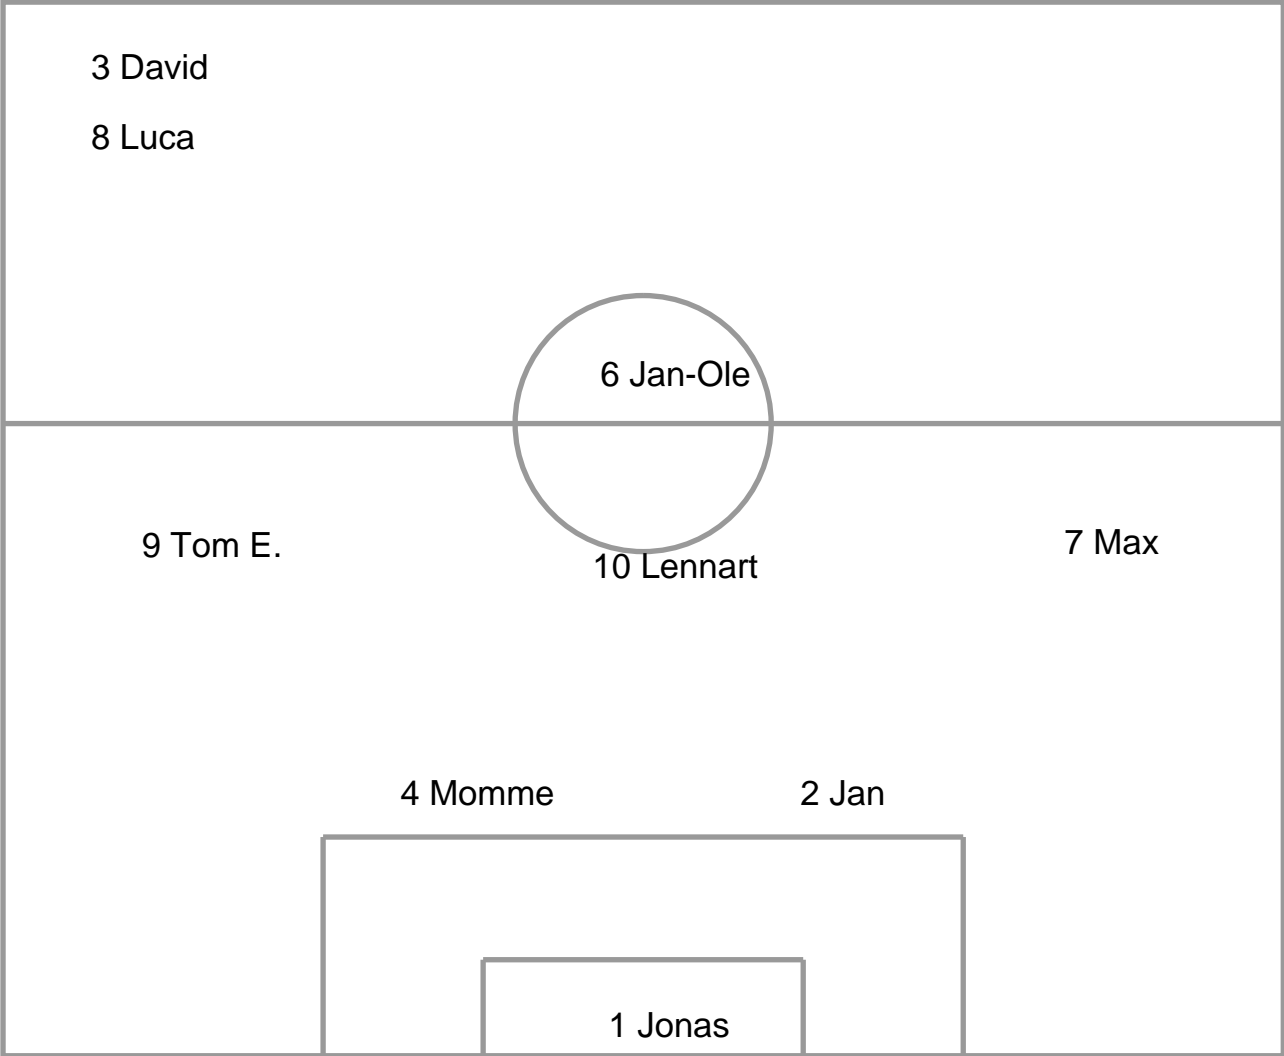 3 David
8 Luca
6 Jan-Ole
9 Tom E.
10 Lennart
7 Max
4 Momme
2 Jan
1 Jonas